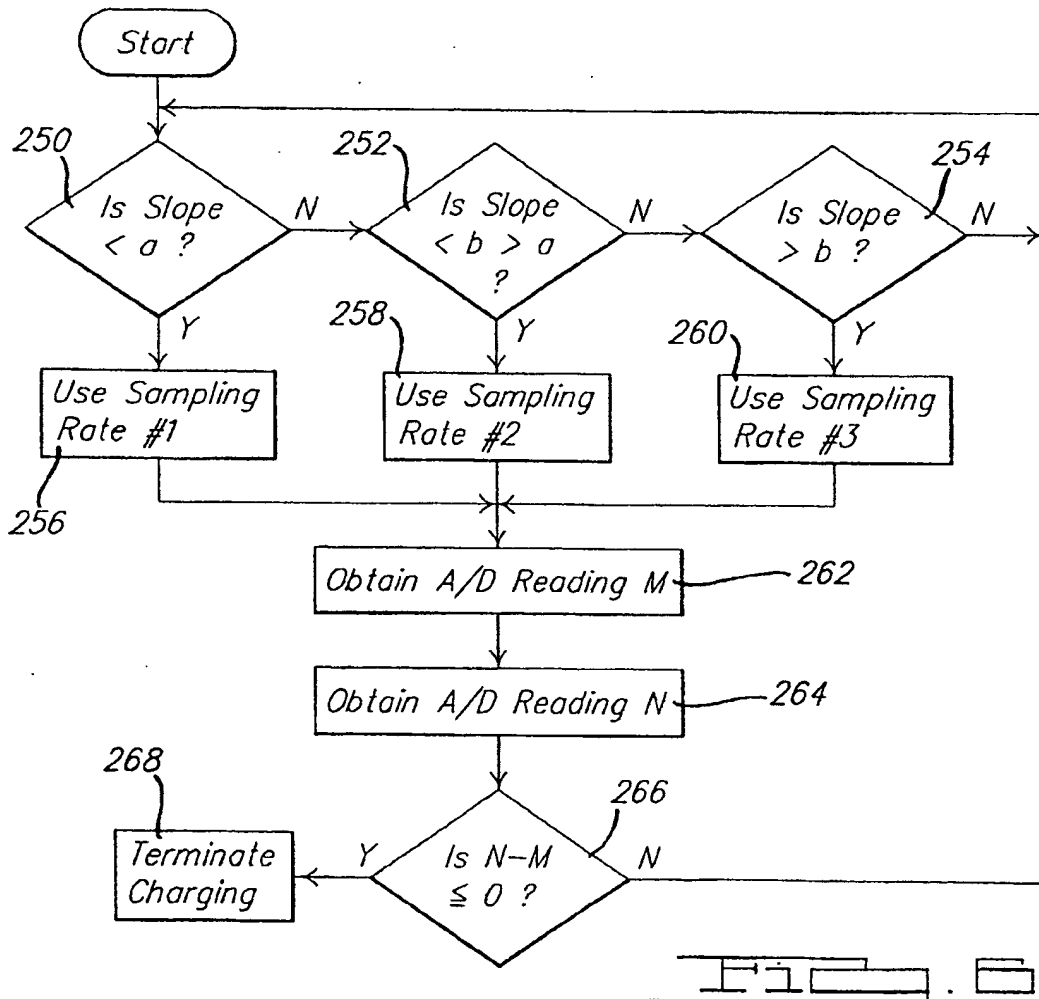 Start
250
Is Slope
< a ?
N
252
Is Slope
< b > a
?
N
254
Is Slope
> b ?
N
Y
Use Sampling
Rate #1
256
258
Y
Use Sampling
Rate #2
260
Y
Use Sampling
Rate #3
Obtain A/D Reading M
262
Obtain A/D Reading N
264
268
Terminate
Charging
Y
266
Is N-M
≦ 0 ?
N